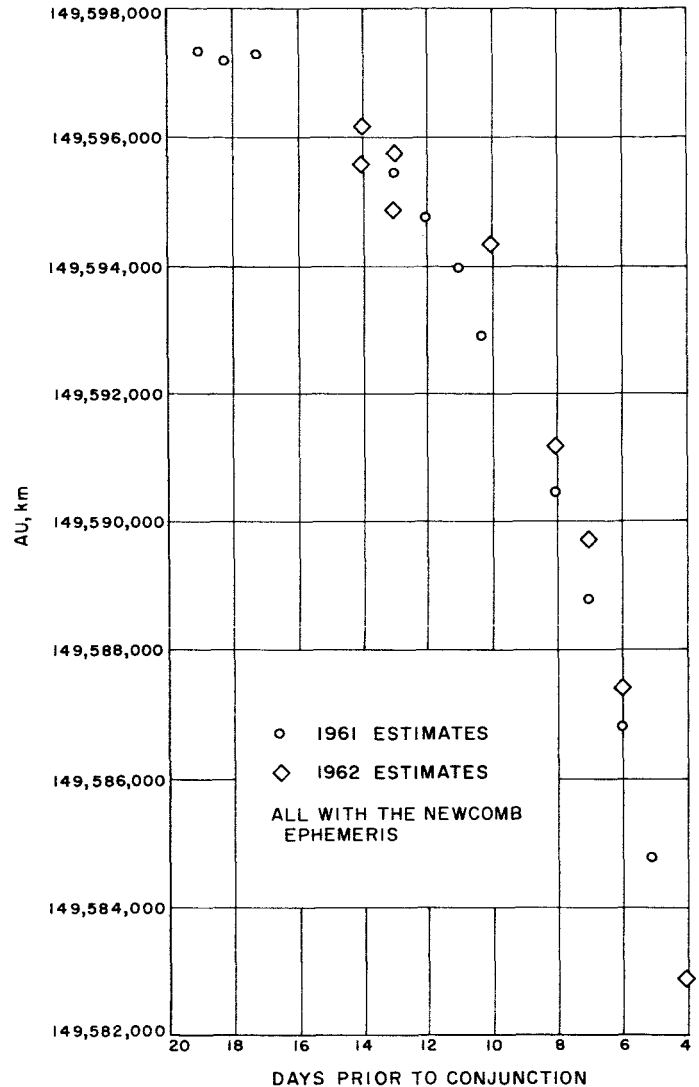 149,598,000
149,596,000
149,594,000
149,592,000
149,590,000
149,588,000
149,586,000
149,584,000
149,582,000
AU, km
1961 ESTIMATES
1962 ESTIMATES
ALL WITH THE NEWCOMB
EPHEMERIS
20 18 16 14 12 10 8 6 4
DAYS PRIOR TO CONJUNCTION